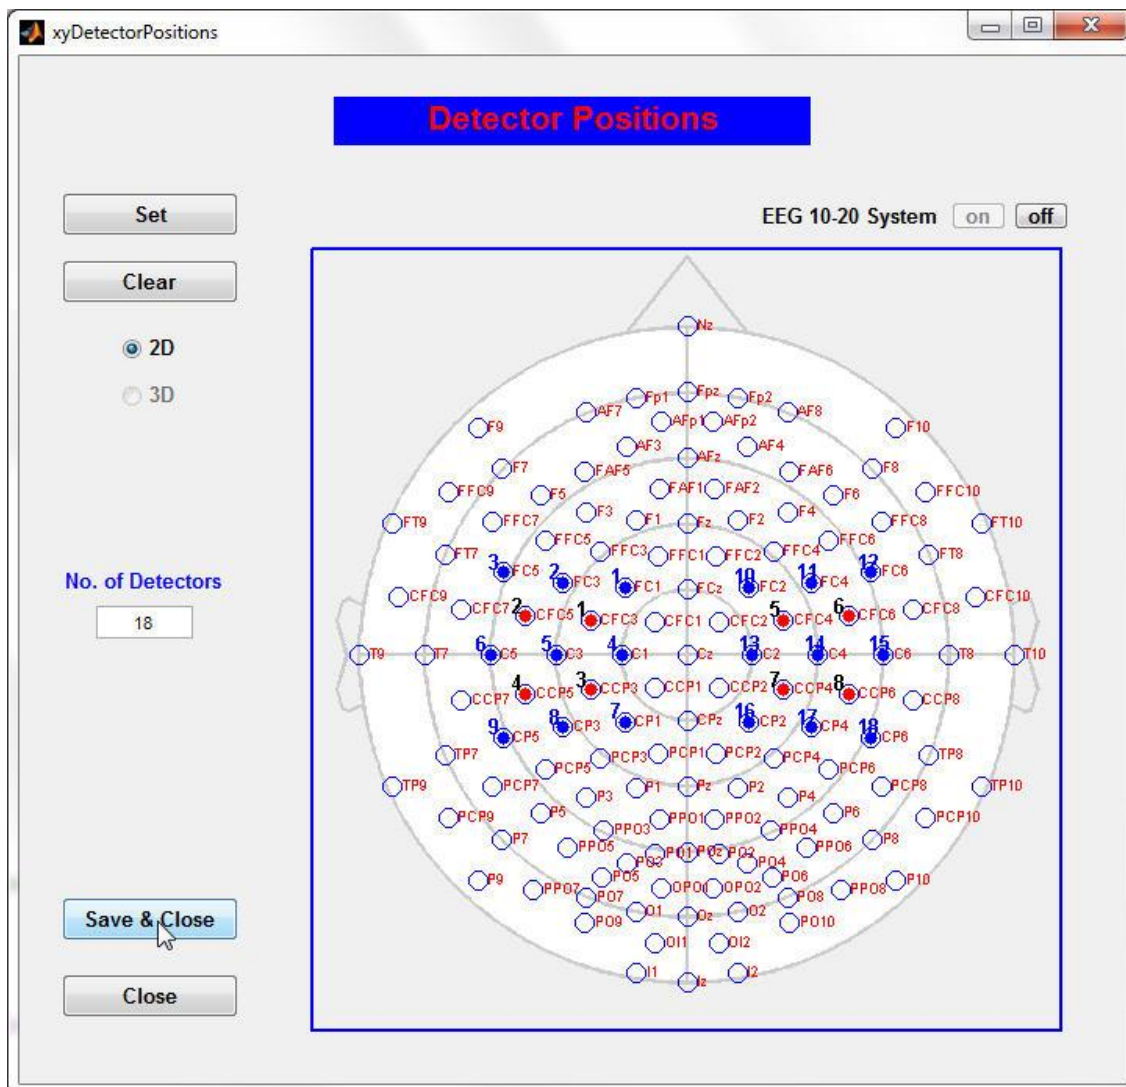 xyDetectorPositions
Detector Positions
Set
EEG 10-20 System on off
Clear
2D
3D
No. of Detectors
18
Save & Close
Close
Nz
Fp1 Fpz Fp2
AF7 AFp1 AFp2 AF8
F9 F10
AF3 AF4
AFz
F7 FAF5 FAF6 F8
FFC9 F5 FAF1 FAF2 F6 FFC10
F3 F4
FT9 FFC7 F1 Fz F2 FFC8 FT10
FFC5 FFC6
FT7 FFC3 FFC1 FFC2 FFC4 FT8
3 FC5 2 FC3 1 FC1 FCz 10 FC2 11 FC4 12 FC6
CFC9 CFC10
CFC7 2 CFC5 1 CFC3 CFC1 CFC2 5 CFC4 6 CFC6 CFC8
T9 T7 6 C5 5 C3 4 C1 Cz 13 C2 14 C4 15 C6 T8 T10
CCP7 4 CCP5 3 CCP3 CCP1 CCP2 7 CCP4 8 CCP6 CCP8
9 CP5 8 CP3 7 CP1 CPz 16 CP2 17 CP4 18 CP6
TP7 PCP3 PCP1 PCP2 PCP4 TP8
PCP5 PCP6
TP9 PCP7 P1 Pz P2 PCP8 TP10
P3 P4
PCP9 P5 PPO1 PPO2 P6 PCP10
PPO3 PPO4
P7 PPO5 PPO6 P8
PO3 PO1 POz PO2 PO4
P9 PO5 PO6 P10
PPO7 PO7 OPO2 PO8 PPO8
PO9 O1 Oz O2 PO10
OI1 OI2
I1 Iz I2